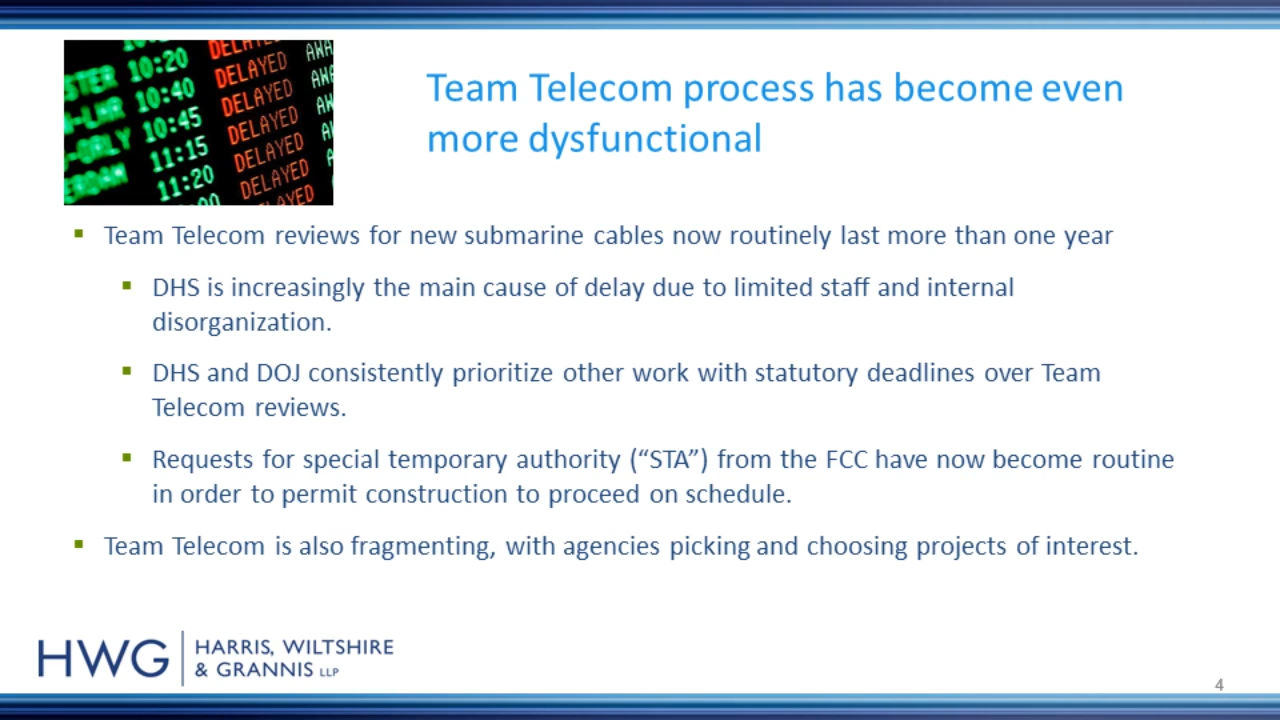 10:20 DELAYED
10:40 DELAYED
10:45 DELAYED
11:15 DELAYED
11:20 DELAYED
Team Telecom process has become even
more dysfunctional
▪ Team Telecom reviews for new submarine cables now routinely last more than one year
▪ DHS is increasingly the main cause of delay due to limited staff and internal
disorganization.
▪ DHS and DOJ consistently prioritize other work with statutory deadlines over Team
Telecom reviews.
▪ Requests for special temporary authority (“STA”) from the FCC have now become routine
in order to permit construction to proceed on schedule.
▪ Team Telecom is also fragmenting, with agencies picking and choosing projects of interest.
HWG HARRIS, WILTSHIRE
& GRANNIS LLP
4